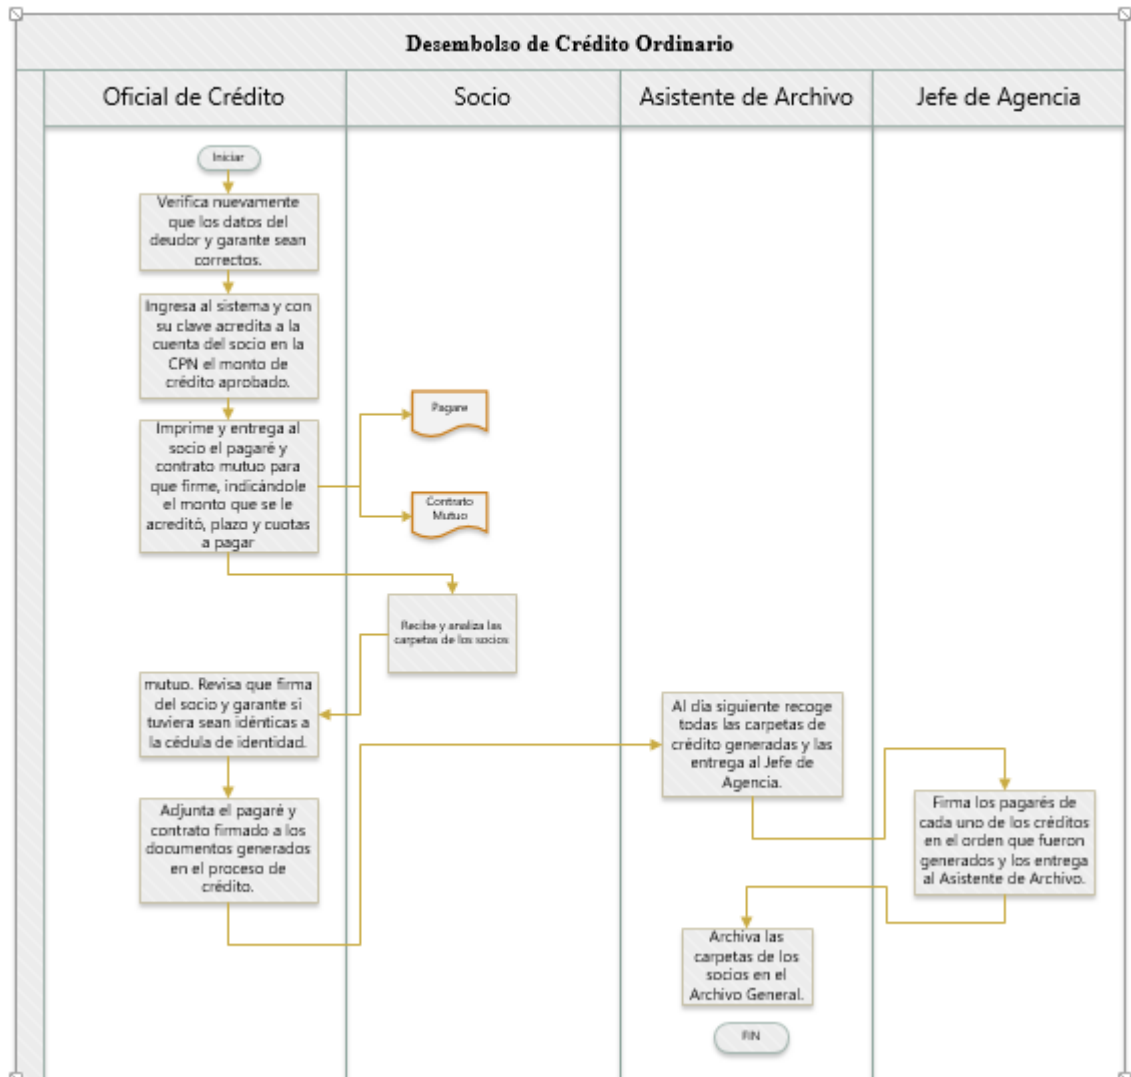 Desembolso de Crédito Ordinario
Oficial de Crédito
Socio
Asistente de Archivo
Jefe de Agencia
Iniciar
Verifica nuevamente
que los datos del
deudor y garante sean
correctos.
Ingresa al sistema y con
su clave acredita a la
cuenta del socio en la
CPN el monto de
crédito aprobado.
Imprime y entrega al
socio el pagaré y
contrato mutuo para
que firme, indicándole
el monto que se le
acreditó, plazo y cuotas
a pagar
Pagare
Contrato
Mutuo
Recibe y analiza las
carpetas de los socios
mutuo. Revisa que firma
del socio y garante si
tuviera sean idénticas a
la cédula de identidad.
Adjunta el pagaré y
contrato firmado a los
documentos generados
en el proceso de
crédito.
Al día siguiente recoge
todas las carpetas de
crédito generadas y las
entrega al Jefe de
Agencia.
Firma los pagarés de
cada uno de los créditos
en el orden que fueron
generados y los entrega
al Asistente de Archivo.
Archiva las
carpetas de los
socios en el
Archivo General.
FIN